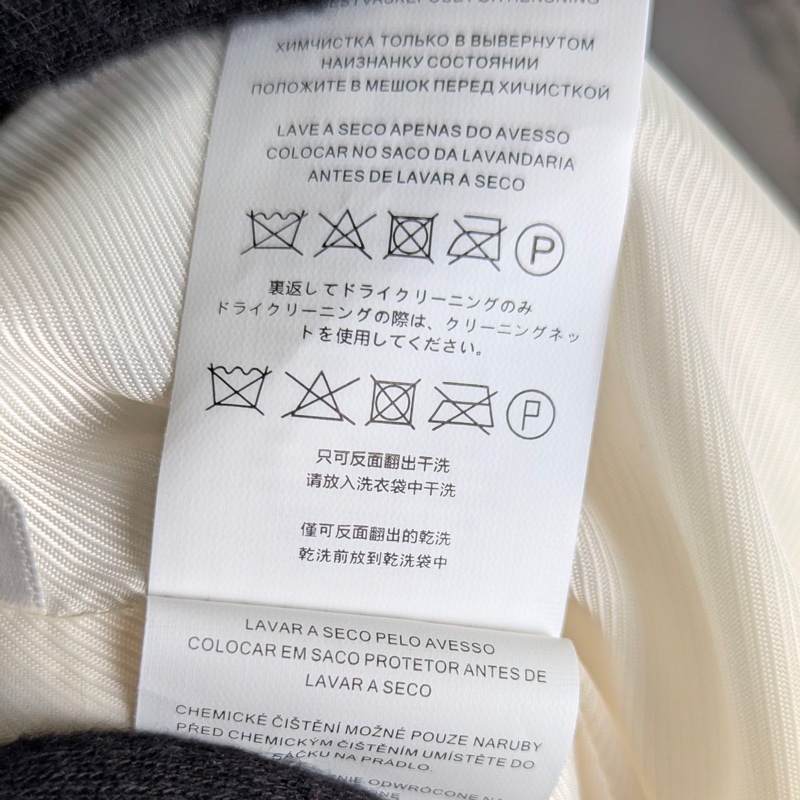 ХИМЧИСТКА ТОЛЬКО В ВЫВЕРНУТОМ
НАИЗНАНКУ СОСТОЯНИИ
ПОЛОЖИТЕ В МЕШОК ПЕРЕД ХИЧИСТКОЙ
LAVE A SECO APENAS DO AVESSO
COLOCAR NO SACO DA LAVANDARIA
ANTES DE LAVAR A SECO
P
裏返してドライクリーニングのみ
ドライクリーニングの際は、クリーニングネッ
トを使用してください。
P
只可反面翻出干洗
请放入洗衣袋中干洗
僅可反面翻出的乾洗
乾洗前放到乾洗袋中
LAVAR A SECO PELO AVESSO
COLOCAR EM SACO PROTETOR ANTES DE
LAVAR A SECO
CHEMICKÉ ČIŠTĚNÍ MOŽNÉ POUZE NARUBY
PŘED CHEMICKÝM ČIŠTĚNÍM UMÍSTĚTE DO
SÁČKU NA PRÁDLO.
ODWRÓCONE